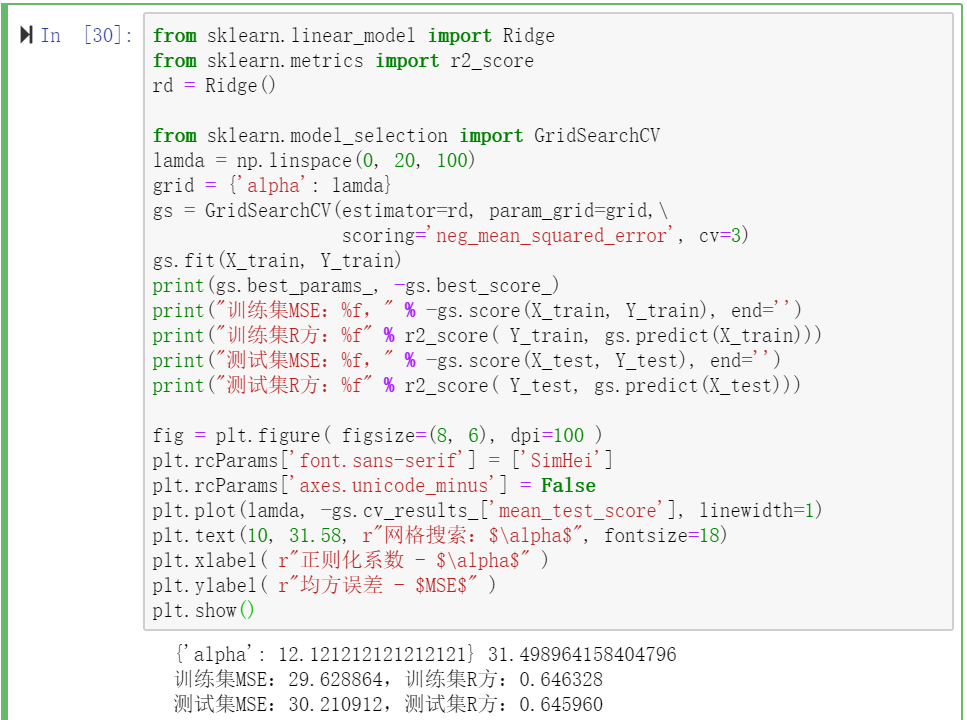 In [30]:
from sklearn.linear_model import Ridge
from sklearn.metrics import r2_score
rd = Ridge()
from sklearn.model_selection import GridSearchCV
lamda = np.linspace(0, 20, 100)
grid = {'alpha': lamda}
gs = GridSearchCV(estimator=rd, param_grid=grid,\
scoring='neg_mean_squared_error', cv=3)
gs.fit(X_train, Y_train)
print(gs.best_params_, -gs.best_score_)
print("训练集MSE：%f，" % -gs.score(X_train, Y_train), end='')
print("训练集R方：%f" % r2_score( Y_train, gs.predict(X_train)))
print("测试集MSE：%f，" % -gs.score(X_test, Y_test), end='')
print("测试集R方：%f" % r2_score( Y_test, gs.predict(X_test)))
fig = plt.figure( figsize=(8, 6), dpi=100 )
plt.rcParams['font.sans-serif'] = ['SimHei']
plt.rcParams['axes.unicode_minus'] = False
plt.plot(lamda, -gs.cv_results_['mean_test_score'], linewidth=1)
plt.text(10, 31.58, r"网格搜索：$\alpha$", fontsize=18)
plt.xlabel( r"正则化系数 - $\alpha$" )
plt.ylabel( r"均方误差 - $MSE$" )
plt.show()
{'alpha': 12.121212121212121} 31.498964158404796
训练集MSE：29.628864，训练集R方：0.646328
测试集MSE：30.210912，测试集R方：0.645960